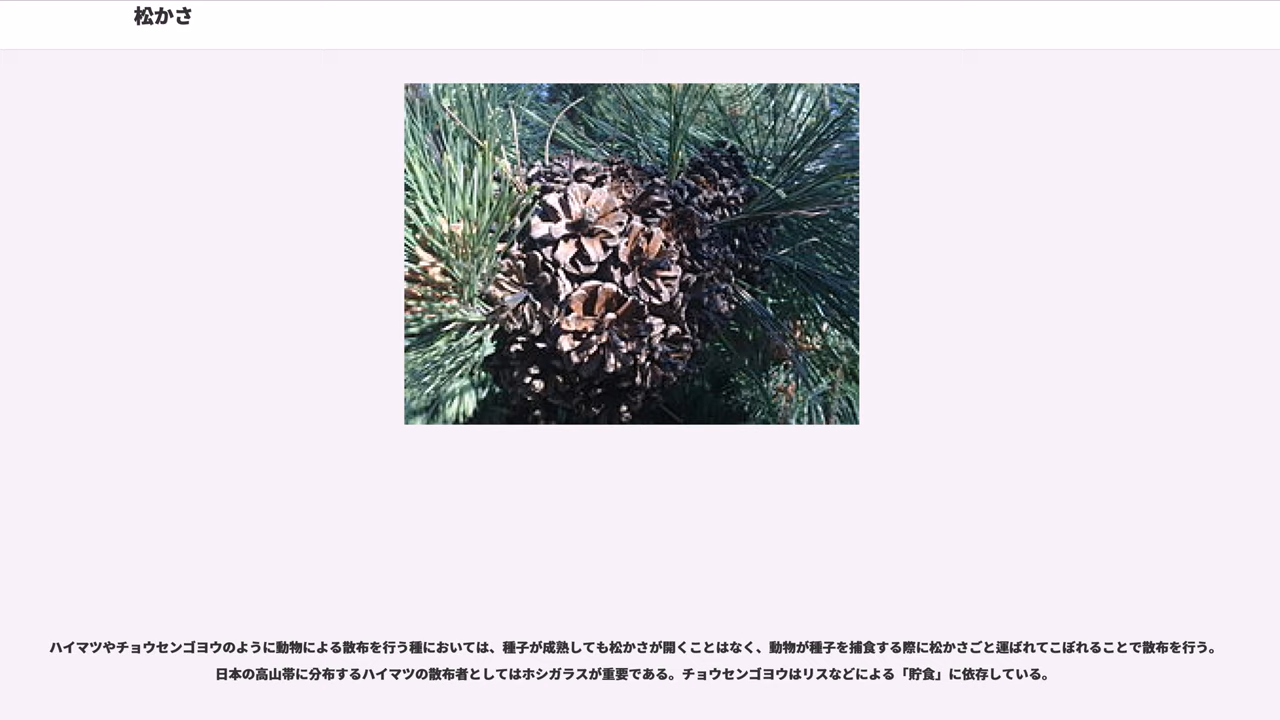 松かさ
ハイマツやチョウセンゴヨウのように動物による散布を行う種においては、種子が成熟しても松かさが開くことはなく、動物が種子を捕食する際に松かさごと運ばれてこぼれることで散布を行う。
日本の高山帯に分布するハイマツの散布者としてはホシガラスが重要である。チョウセンゴヨウはリスなどによる「貯食」に依存している。